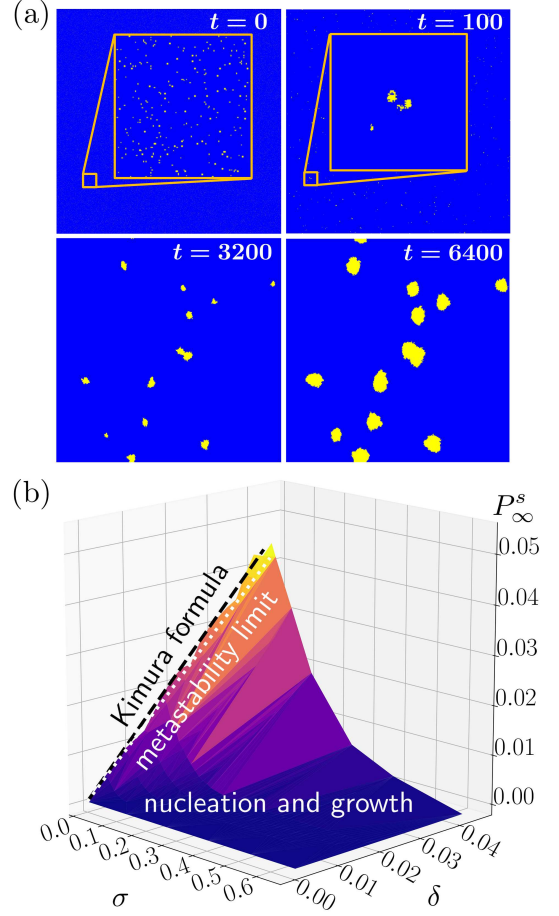 (a)
t = 0
t = 100
t = 3200
t = 6400
(b)
P^s_∞
0.05
0.04
0.03
0.02
0.01
0.00
Kimura formula
metastability limit
nucleation and growth
0.0
0.1
0.2
0.3
0.4
0.5
0.6
σ
0.00
0.01
0.02
0.03
0.04
δ